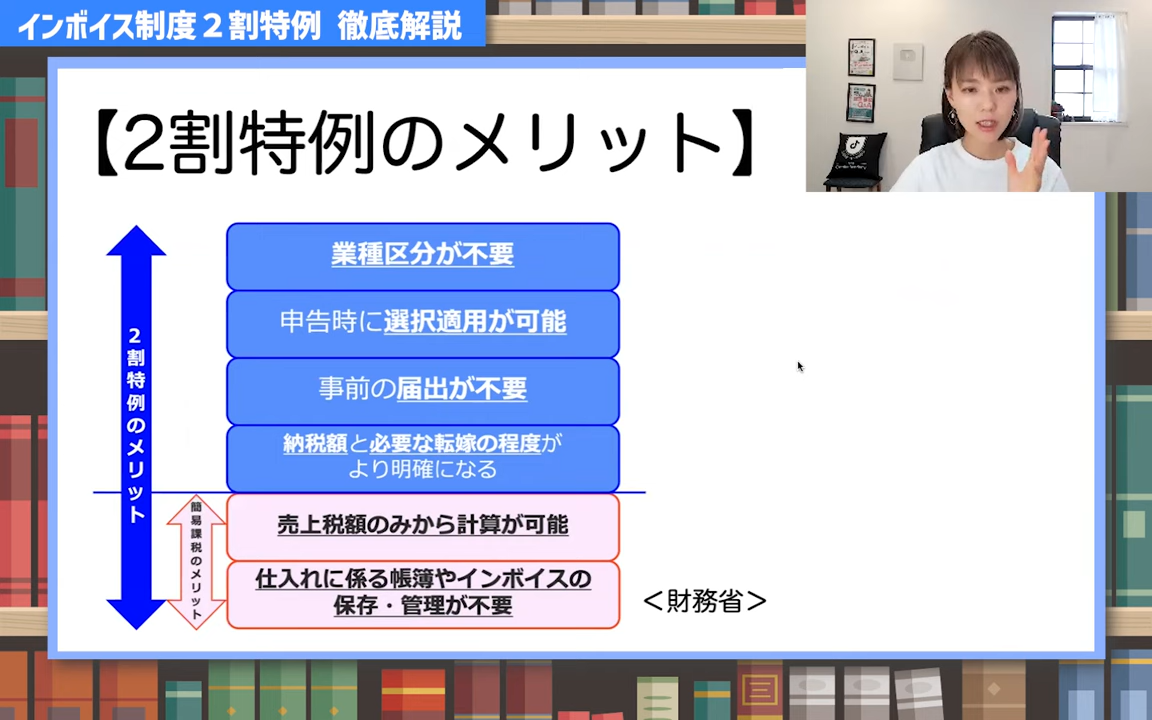 インボイス制度２割特例 徹底解説
【2割特例のメリット】
2割特例のメリット
業種区分が不要
申告時に選択適用が可能
事前の届出が不要
納税額と必要な転嫁の程度が
より明確になる
簡易課税のメリット
売上税額のみから計算が可能
仕入れに係る帳簿やインボイスの
保存・管理が不要
＜財務省＞